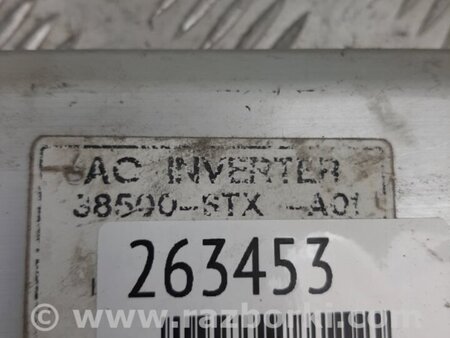 AC INVERTER
38500-STX -A01
263453
© www.razborki.com